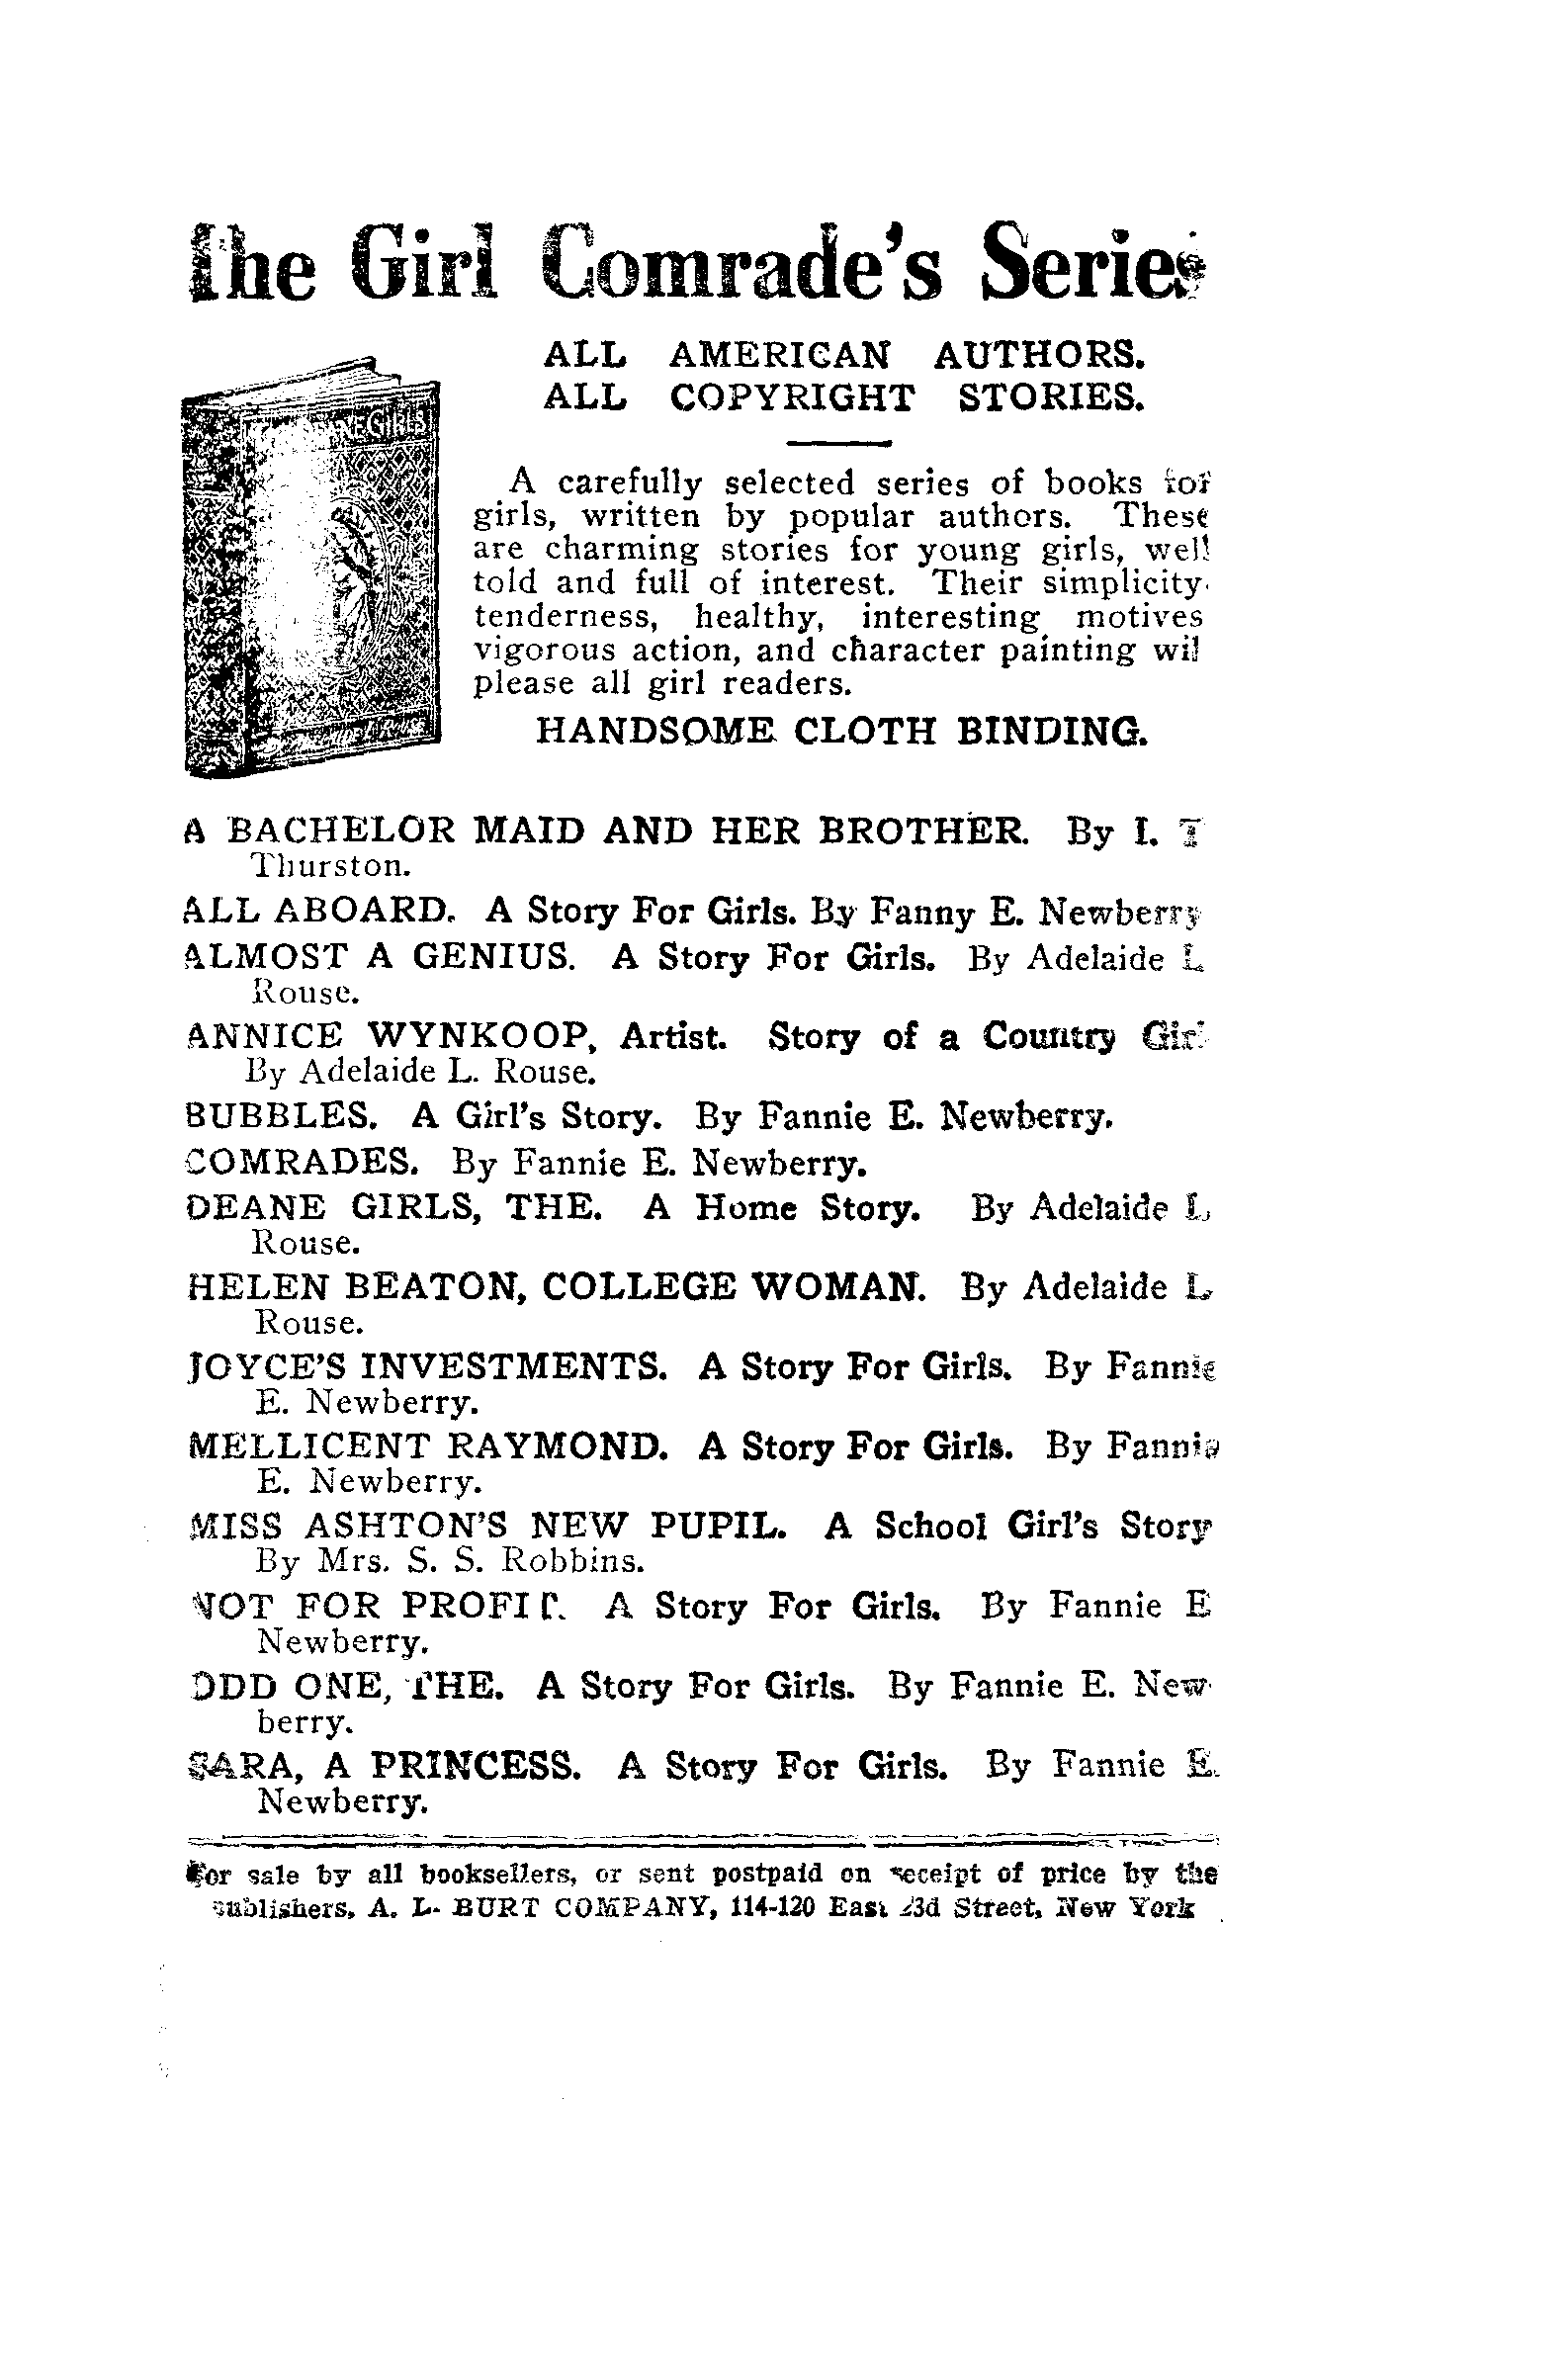 The Girl Comrade's Series
ALL AMERICAN AUTHORS.
ALL COPYRIGHT STORIES.
A carefully selected series of books for
girls, written by popular authors. These
are charming stories for young girls, well
told and full of interest. Their simplicity
tenderness, healthy, interesting motives
vigorous action, and character painting wil
please all girl readers.
HANDSOME CLOTH BINDING.
A BACHELOR MAID AND HER BROTHER. By I. T
Thurston.
ALL ABOARD. A Story For Girls. By Fanny E. Newberry
ALMOST A GENIUS. A Story For Girls. By Adelaide L
Rouse.
ANNICE WYNKOOP, Artist. Story of a Country Girl
By Adelaide L. Rouse.
BUBBLES. A Girl's Story. By Fannie E. Newberry.
COMRADES. By Fannie E. Newberry.
DEANE GIRLS, THE. A Home Story. By Adelaide L
Rouse.
HELEN BEATON, COLLEGE WOMAN. By Adelaide L
Rouse.
JOYCE'S INVESTMENTS. A Story For Girls. By Fannie
E. Newberry.
MELLICENT RAYMOND. A Story For Girls. By Fannie
E. Newberry.
MISS ASHTON'S NEW PUPIL. A School Girl's Story
By Mrs. S. S. Robbins.
NOT FOR PROFIT. A Story For Girls. By Fannie E
Newberry.
ODD ONE, THE. A Story For Girls. By Fannie E. New-
berry.
SARA, A PRINCESS. A Story For Girls. By Fannie E.
Newberry.
For sale by all booksellers, or sent postpaid on receipt of price by the
publishers, A. L. BURT COMPANY, 114-120 East 23d Street, New York